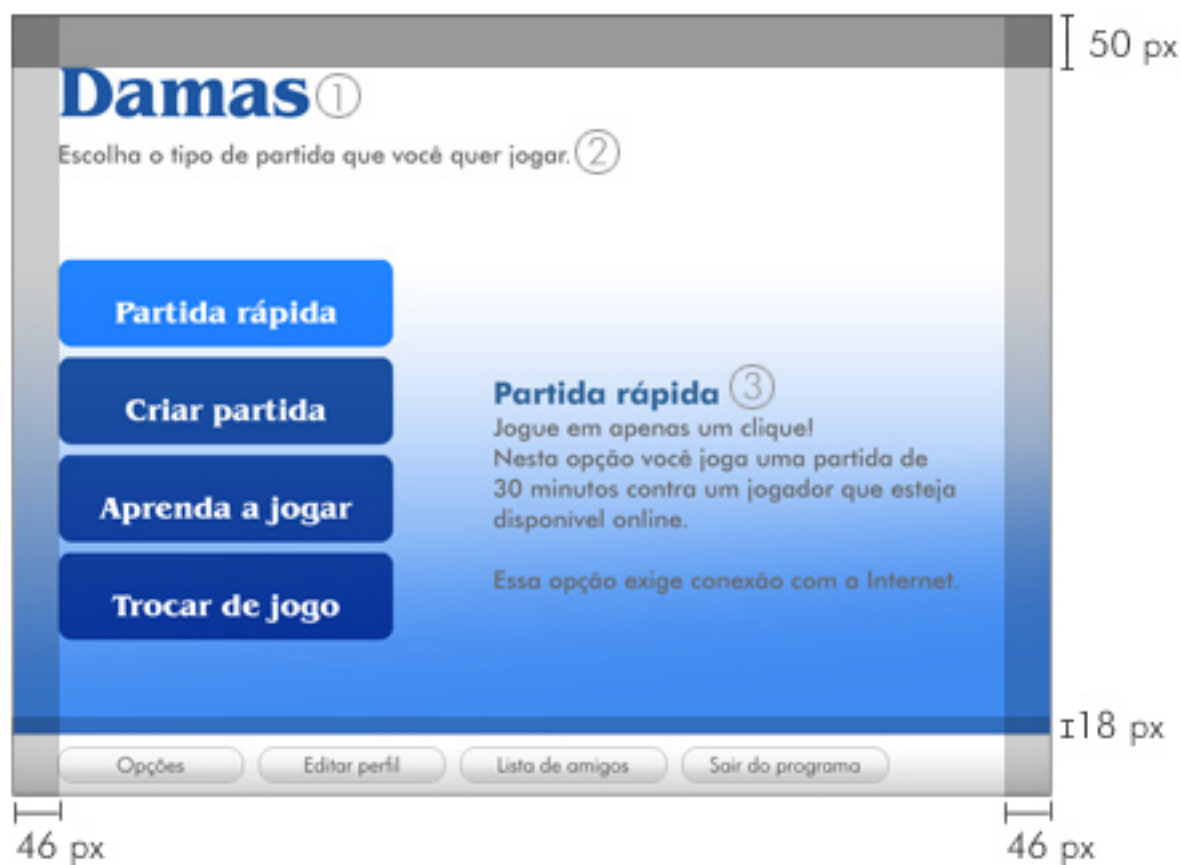 50 px
Damas 1
Escolha o tipo de partida que você quer jogar. 2
Partida rápida
Criar partida
Aprenda a jogar
Trocar de jogo
Partida rápida 3
Jogue em apenas um clique!
Nesta opção você joga uma partida de
30 minutos contra um jogador que esteja
disponível online.
Essa opção exige conexão com a Internet.
18 px
Opções
Editar perfil
Lista de amigos
Sair do programa
46 px
46 px